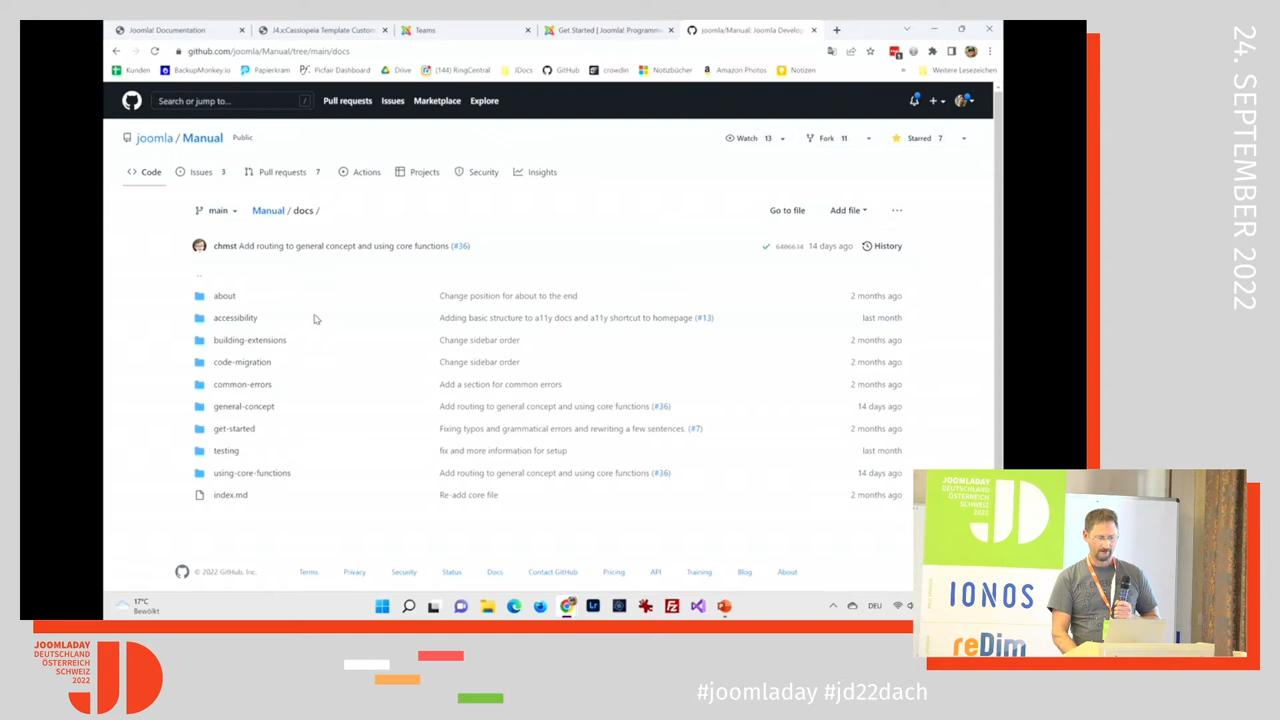 Joomla! Documentation
J4.x:Cassiopeia Template Custom
Teams
Get Started | Joomla! Programm
joomla/Manual: Joomla Develop
github.com/joomla/Manual/tree/main/docs
Kunden
BackupMonkey.io
Papierkram
Picfair Dashboard
Drive
(144) RingCentral
JDocs
GitHub
crowdin
Notizbücher
Amazon Photos
Notizen
»
Weitere Lesezeichen
Search or jump to...
/
Pull requests
Issues
Marketplace
Explore
joomla / Manual
Public
Watch 13
Fork 11
Starred 7
<> Code
Issues 3
Pull requests 7
Actions
Projects
Security
Insights
main
Manual / docs /
Go to file
Add file
...
chmst Add routing to general concept and using core functions (#36)
6406634
14 days ago
History
..
about
Change position for about to the end
2 months ago
accessibility
Adding basic structure to a11y docs and a11y shortcut to homepage (#13)
last month
building-extensions
Change sidebar order
2 months ago
code-migration
Change sidebar order
2 months ago
common-errors
Add a section for common errors
2 months ago
general-concept
Add routing to general concept and using core functions (#36)
14 days ago
get-started
Fixing typos and grammatical errors and rewriting a few sentences. (#7)
2 months ago
testing
fix and more information for setup
last month
using-core-functions
Add routing to general concept and using core functions (#36)
14 days ago
index.md
Re-add core file
2 months ago
© 2022 GitHub, Inc.
Terms
Privacy
Security
Status
Docs
Contact GitHub
Pricing
API
Training
Blog
About
17°C
Bewölkt
DEU
24. SEPTEMBER 2022
JOOMLADAY
DEUTSCHLAND
ÖSTERREICH
SCHWEIZ
2022
JD
IONOS
reDim
JOOMLADAY
DEUTSCHLAND
ÖSTERREICH
SCHWEIZ
2022
JD
#joomladay #jd22dach